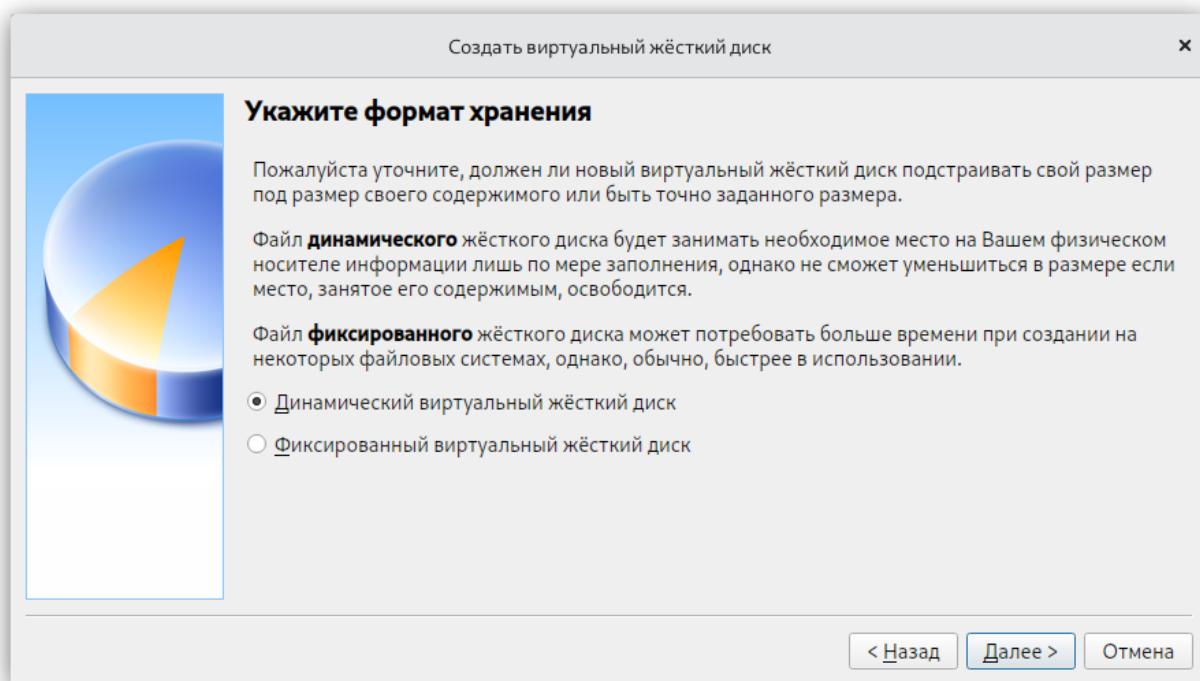 Создать виртуальный жёсткий диск
×
Укажите формат хранения
Пожалуйста уточните, должен ли новый виртуальный жёсткий диск подстраивать свой размер
под размер своего содержимого или быть точно заданного размера.
Файл динамического жёсткого диска будет занимать необходимое место на Вашем физическом
носителе информации лишь по мере заполнения, однако не сможет уменьшиться в размере если
место, занятое его содержимым, освободится.
Файл фиксированного жёсткого диска может потребовать больше времени при создании на
некоторых файловых системах, однако, обычно, быстрее в использовании.
Динамический виртуальный жёсткий диск
Фиксированный виртуальный жёсткий диск
< Назад Далее > Отмена